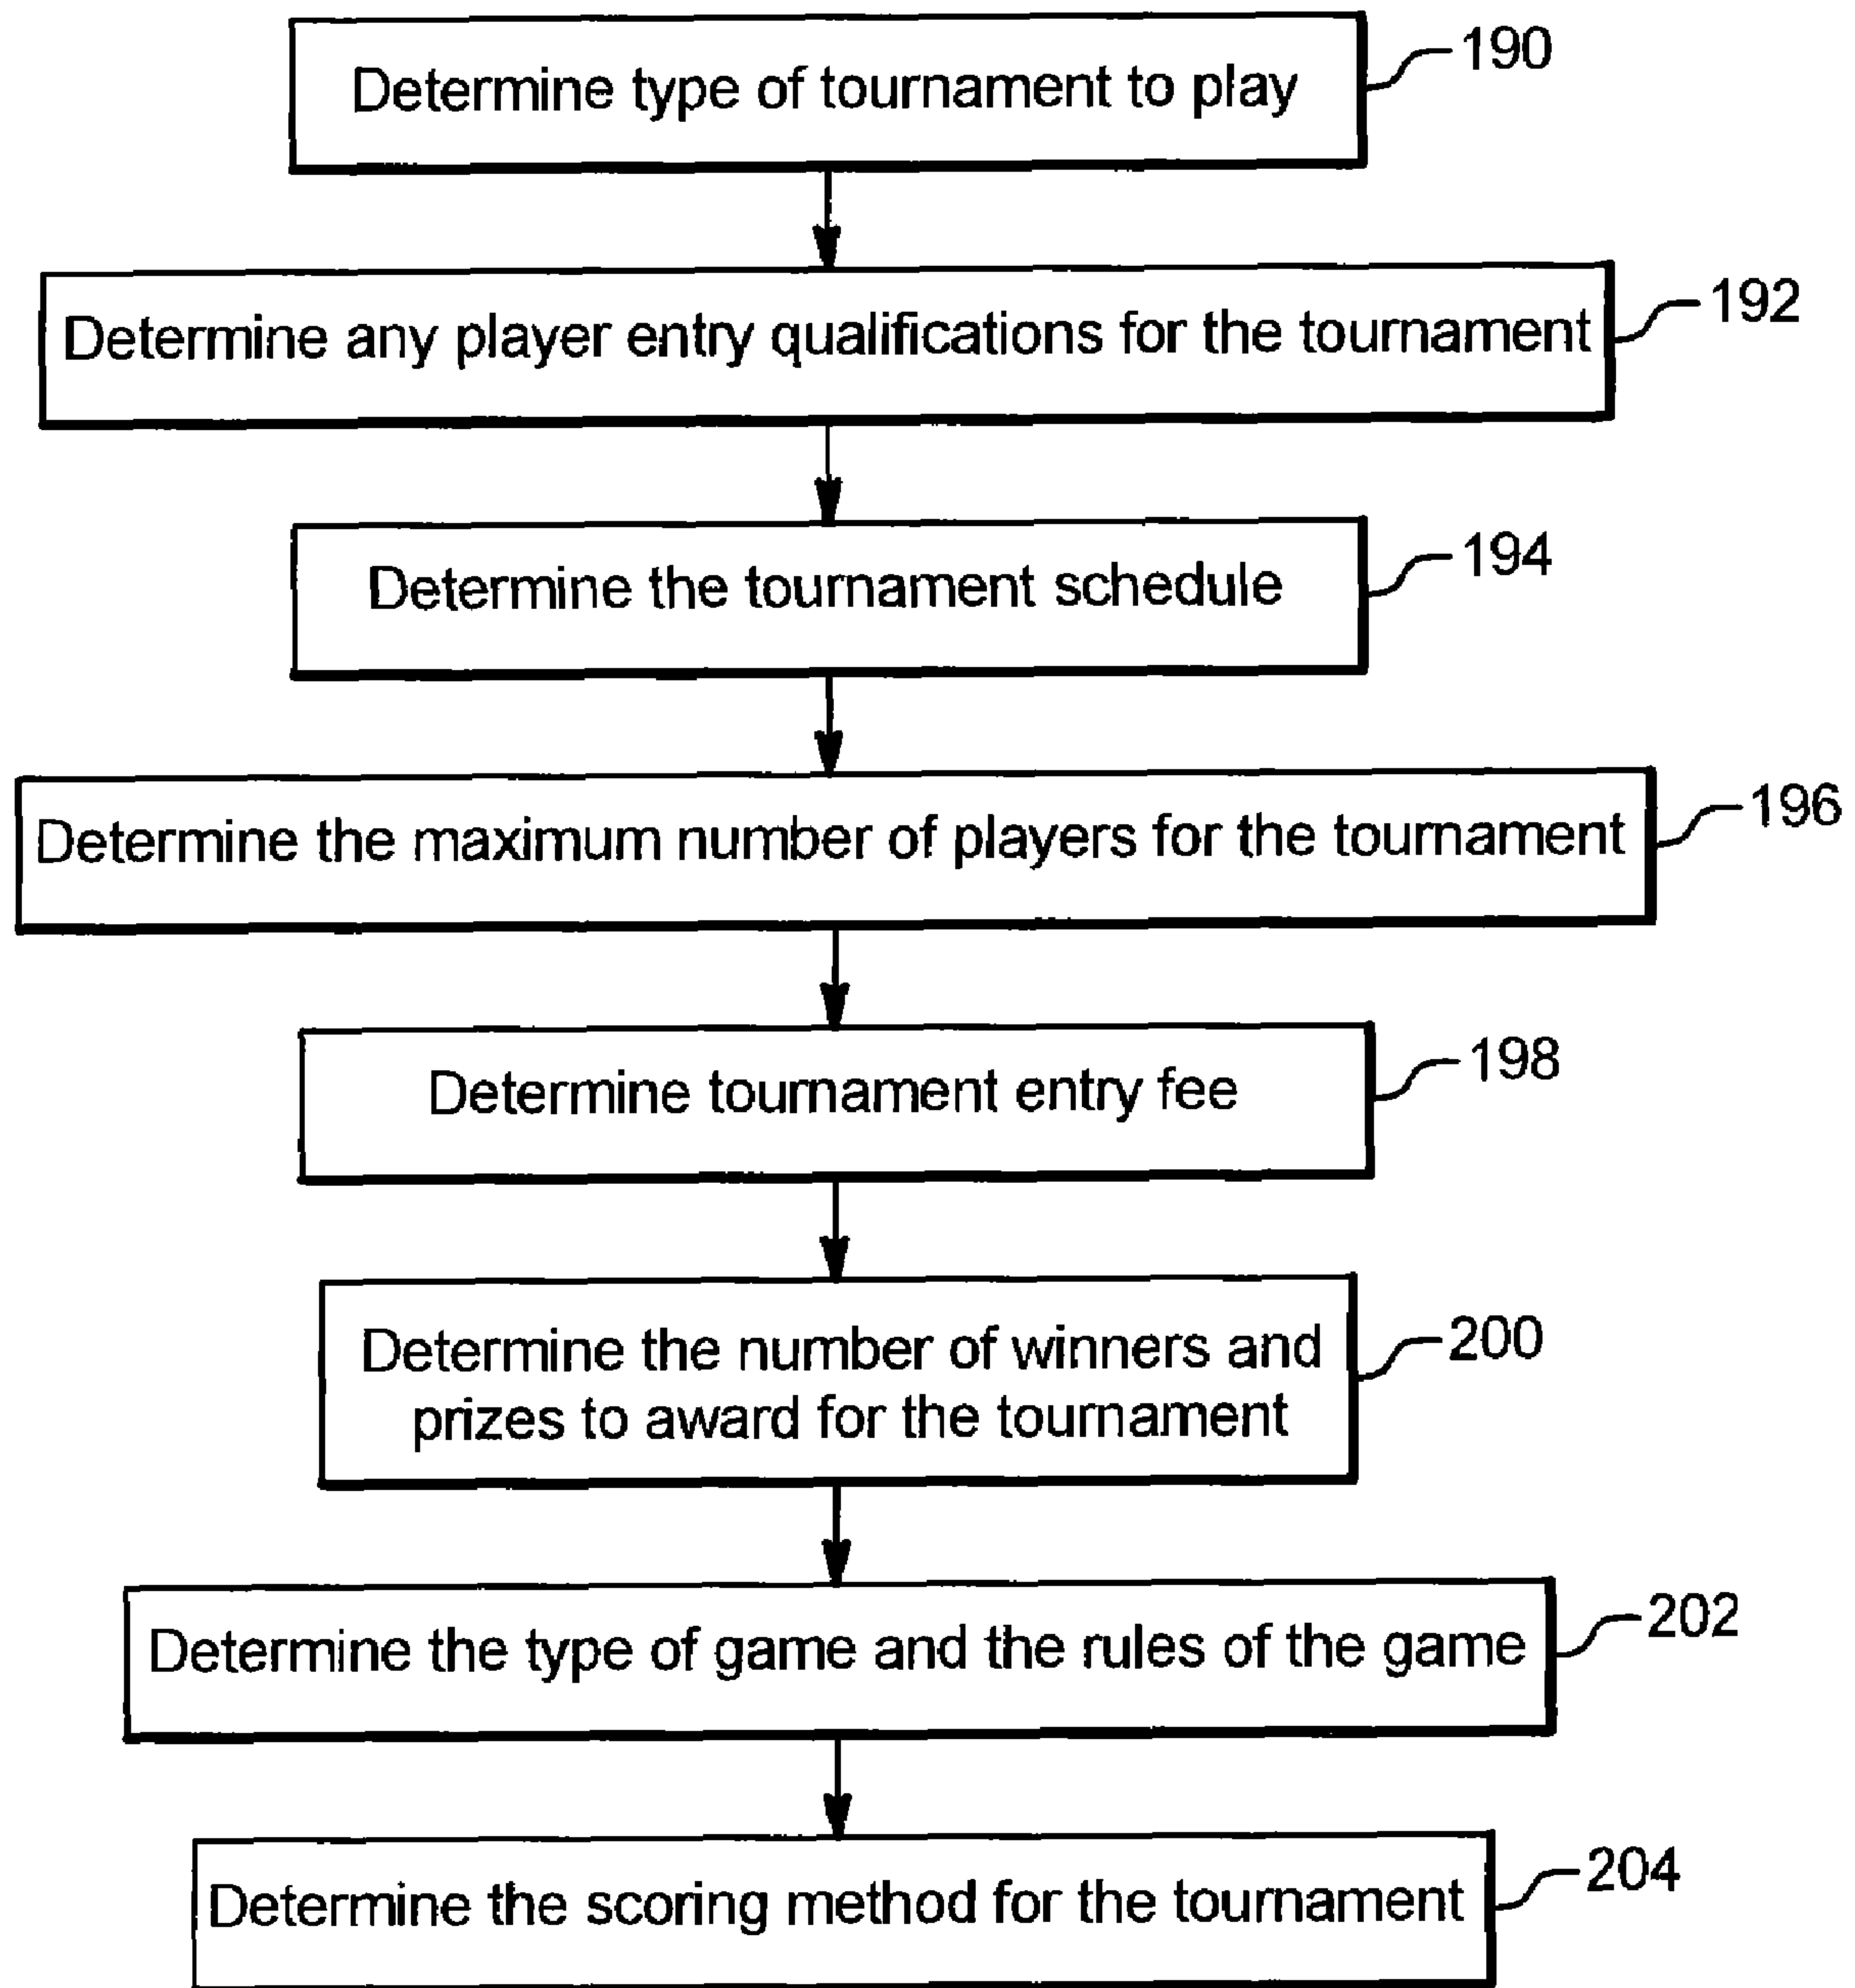 Determine type of tournament to play
190
Determine any player entry qualifications for the tournament
192
Determine the tournament schedule
194
Determine the maximum number of players for the tournament
196
Determine tournament entry fee
198
Determine the number of winners and
prizes to award for the tournament
200
Determine the type of game and the rules of the game
202
Determine the scoring method for the tournament
204